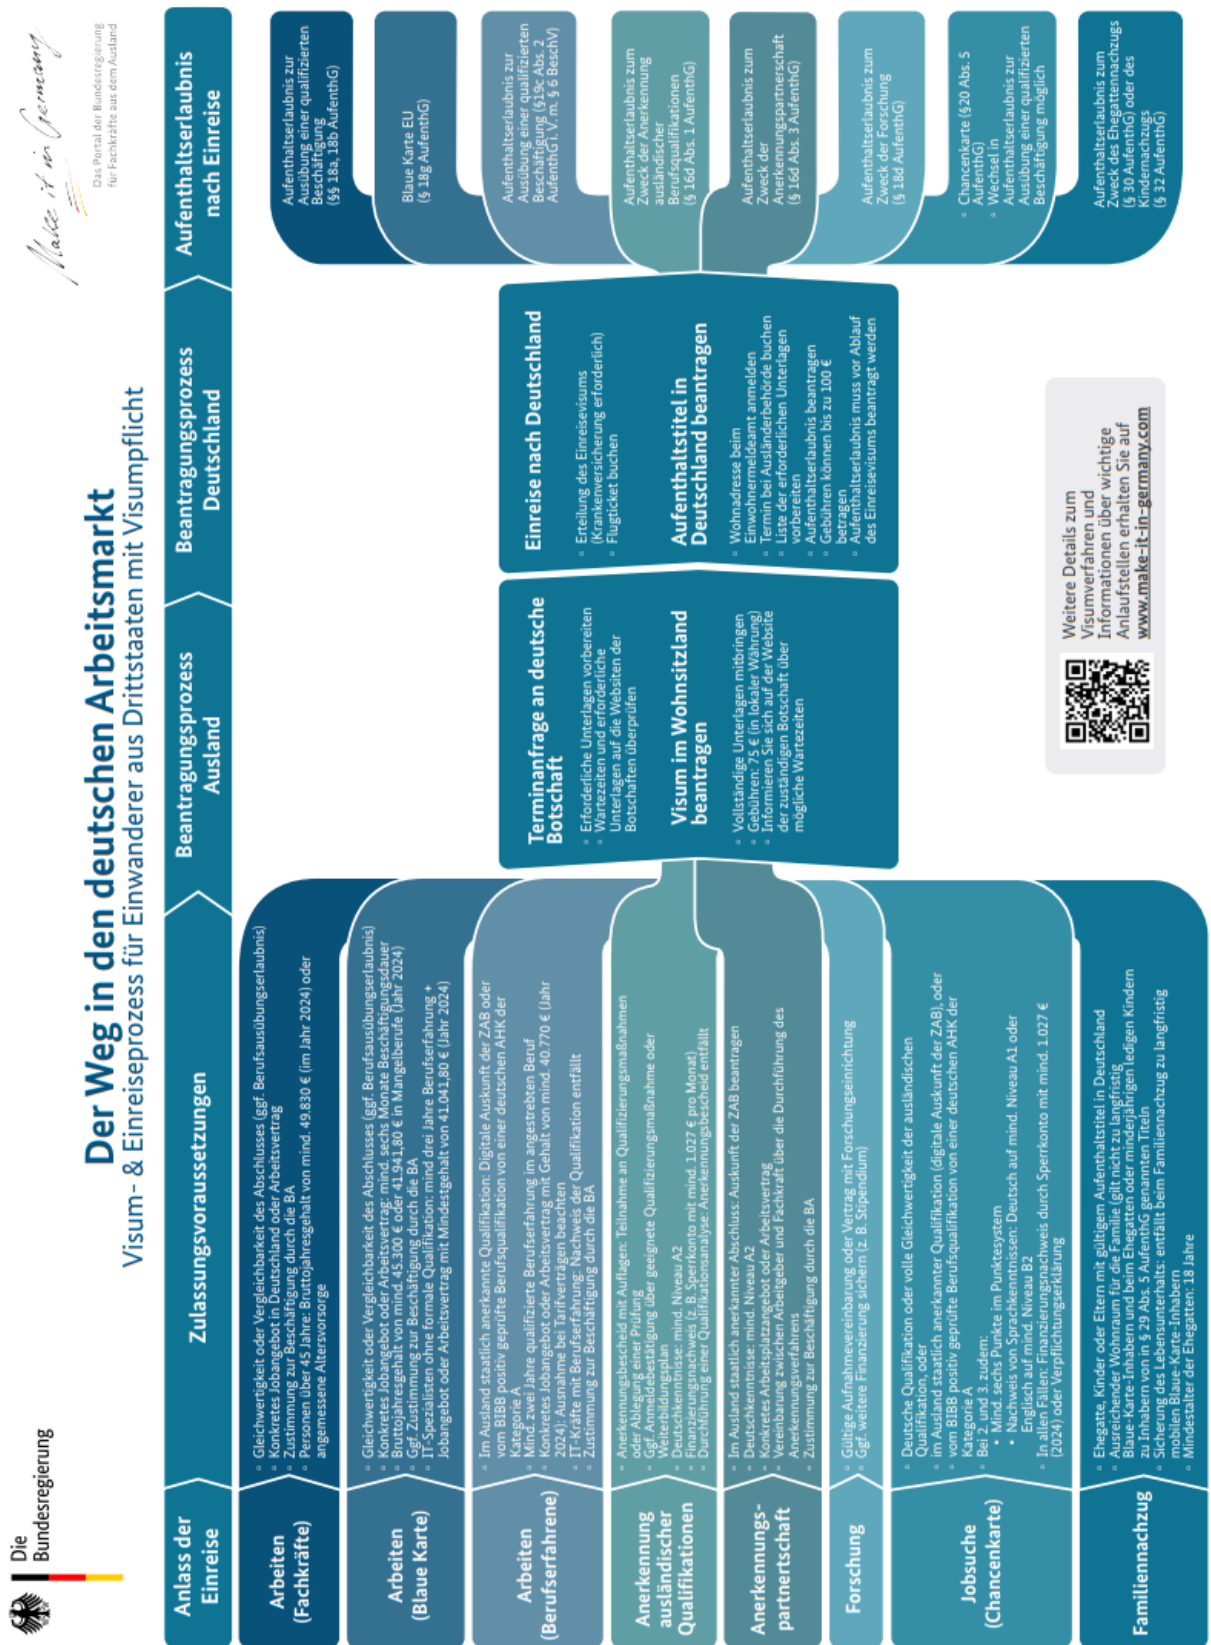 Die
Bundesregierung
Make it in Germany
Das Portal der Bundesregierung
für Fachkräfte aus dem Ausland
Der Weg in den deutschen Arbeitsmarkt
Visum- & Einreiseprozess für Einwanderer aus Drittstaaten mit Visumpflicht
Anlass der
Einreise
Zulassungsvoraussetzungen
Beantragungsprozess
Ausland
Beantragungsprozess
Deutschland
Aufenthaltserlaubnis
nach Einreise
Arbeiten
(Fachkräfte)
▫ Gleichwertigkeit oder Vergleichbarkeit des Abschlusses (ggf. Berufsausübungserlaubnis)
▫ Konkretes Jobangebot in Deutschland oder Arbeitsvertrag
▫ Zustimmung zur Beschäftigung durch die BA
▫ Personen über 45 Jahre: Bruttojahresgehalt von mind. 49.830 € (im Jahr 2024) oder
angemessene Altersvorsorge
Arbeiten
(Blaue Karte)
▫ Gleichwertigkeit oder Vergleichbarkeit des Abschlusses (ggf. Berufsausübungserlaubnis)
▫ Konkretes Jobangebot oder Arbeitsvertrag: mind. sechs Monate Beschäftigungsdauer
▫ Bruttojahresgehalt von mind. 45.300 € oder 41.941,80 € in Mangelberufe (Jahr 2024)
▫ Ggf. Zustimmung zur Beschäftigung durch die BA
▫ IT-Spezialisten ohne formale Qualifikation: mind drei Jahre Berufserfahrung +
Jobangebot oder Arbeitsvertrag mit Mindestgehalt von 41.041,80 € (Jahr 2024)
Arbeiten
(Berufserfahrene)
▫ Im Ausland staatlich anerkannte Qualifikation: Digitale Auskunft der ZAB oder
vom BIBB positiv geprüfte Berufsqualifikation von einer deutschen AHK der
Kategorie A
▫ Mind. zwei Jahre qualifizierte Berufserfahrung im angestrebten Beruf
▫ Konkretes Jobangebot oder Arbeitsvertrag mit Gehalt von mind. 40.770 € (Jahr
2024); Ausnahme bei Tarifverträgen beachten
▫ IT-Kräfte mit Berufserfahrung: Nachweis der Qualifikation entfällt
▫ Zustimmung zur Beschäftigung durch die BA
Anerkennung
ausländischer
Qualifikationen
▫ Anerkennungsbescheid mit Auflagen: Teilnahme an Qualifizierungsmaßnahmen
oder Ablegung einer Prüfung
▫ Ggf. Anmeldebestätigung über geeignete Qualifizierungsmaßnahme oder
Weiterbildungsplan
▫ Deutschkenntnisse: mind. Niveau A2
▫ Finanzierungsnachweis (z. B. Sperrkonto mit mind. 1.027 € pro Monat)
▫ Durchführung einer Qualifikationsanalyse: Anerkennungsbescheid entfällt
Anerkennungs-
partnertschaft
▫ Im Ausland staatlich anerkannter Abschluss: Auskunft der ZAB beantragen
▫ Deutschkenntnisse: mind. Niveau A2
▫ Konkretes Arbeitsplatzangebot oder Arbeitsvertrag
▫ Vereinbarung zwischen Arbeitgeber und Fachkraft über die Durchführung des
Anerkennungsverfahrens
▫ Zustimmung zur Beschäftigung durch die BA
Forschung
▫ Gültige Aufnahmevereinbarung oder Vertrag mit Forschungseinrichtung
▫ Ggf. weitere Finanzierung sichern (z. B. Stipendium)
Jobsuche
(Chancenkarte)
▫ Deutsche Qualifikation oder volle Gleichwertigkeit der ausländischen
Qualifikation, oder
▫ im Ausland staatlich anerkannter Qualifikation (digitale Auskunft der ZAB), oder
▫ vom BIBB positiv geprüfte Berufsqualifikation von einer deutschen AHK der
Kategorie A
▫ Bei 2. und 3. zudem:
• Mind. sechs Punkte im Punktesystem
• Nachweis von Sprachkenntnissen: Deutsch auf mind. Niveau A1 oder
Englisch auf mind. Niveau B2
▫ In allen Fällen: Finanzierungsnachweis durch Sperrkonto mit mind. 1.027 €
(2024) oder Verpflichtungserklärung
Familiennachzug
▫ Ehegatte, Kinder oder Eltern mit gültigem Aufenthaltstitel in Deutschland
▫ Ausreichender Wohnraum für die Familie (gilt nicht zu langfristig
Blaue-Karte-Inhabern und beim Ehegatten oder minderjährigen ledigen Kindern
zu Inhabern von in § 29 Abs. 5 AufenthG genannten Titeln
▫ Sicherung des Lebensunterhalts: entfällt beim Familiennachzug zu langfristig
mobilen Blaue-Karte-Inhabern
▫ Mindestalter der Ehegatten: 18 Jahre
Terminanfrage an deutsche
Botschaft
▫ Erforderliche Unterlagen vorbereiten
▫ Wartezeiten und erforderliche
Unterlagen auf die Websiten der
Botschaften überprüfen
Visum im Wohnsitzland
beantragen
▫ Vollständige Unterlagen mitbringen
▫ Gebühren: 75 € (in lokaler Währung)
▫ Informieren Sie sich auf der Website
der zuständigen Botschaft über
mögliche Wartezeiten
Einreise nach Deutschland
▫ Erteilung des Einreisevisums
(Krankenversicherung erforderlich)
▫ Flugticket buchen
Aufenthaltstitel in
Deutschland beantragen
▫ Wohnadresse beim
Einwohnermeldeamt anmelden
▫ Termin bei Ausländerbehörde buchen
▫ Liste der erforderlichen Unterlagen
vorbereiten
▫ Aufenthaltserlaubnis beantragen
▫ Gebühren können bis zu 100 €
betragen
▫ Aufenthaltserlaubnis muss vor Ablauf
des Einreisevisums beantragt werden
Aufenthaltserlaubnis zur
Ausübung einer qualifizierten
Beschäftigung
(§§ 18a, 18b AufenthG)
Blaue Karte EU
(§ 18g AufenthG)
Aufenthaltserlaubnis zur
Ausübung einer qualifizierten
Beschäftigung (§19c Abs. 2
AufenthG i. V. m. § 6 BeschV)
Aufenthaltserlaubnis zum
Zweck der Anerkennung
ausländischer
Berufsqualifikationen
(§ 16d Abs. 1 AufenthG)
Aufenthaltserlaubnis zum
Zweck der
Anerkennungspartnerschaft
(§ 16d Abs. 3 AufenthG)
Aufenthaltserlaubnis zum
Zweck der Forschung
(§ 18d AufenthG)
▫ Chancenkarte (§20 Abs. 5
AufenthG)
▫ Wechsel in
Aufenthaltserlaubnis zur
Ausübung einer qualifizierten
Beschäftigung möglich
Aufenthaltserlaubnis zum
Zweck des Ehegattennachzugs
(§ 30 AufenthG) oder des
Kindernachzugs
(§ 32 AufenthG)
Weitere Details zum
Visumverfahren und
Informationen über wichtige
Anlaufstellen erhalten Sie auf
www.make-it-in-germany.com